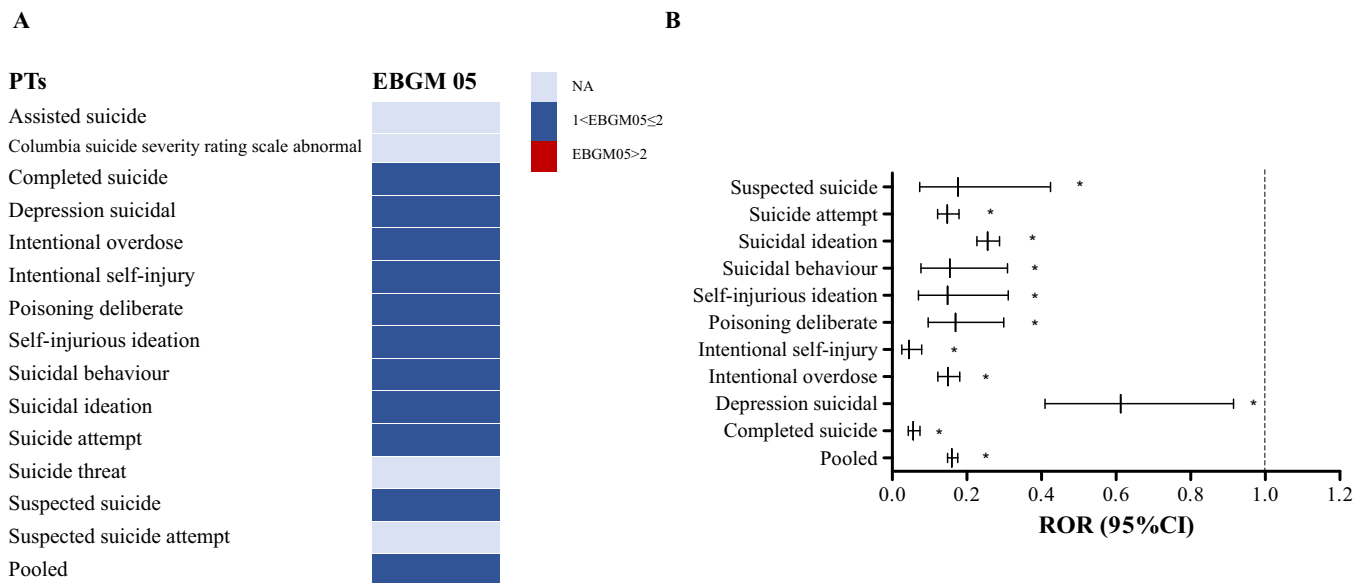 A
PTs
EBGM 05
Assisted suicide
Columbia suicide severity rating scale abnormal
Completed suicide
Depression suicidal
Intentional overdose
Intentional self-injury
Poisoning deliberate
Self-injurious ideation
Suicidal behaviour
Suicidal ideation
Suicide attempt
Suicide threat
Suspected suicide
Suspected suicide attempt
Pooled
NA
1<EBGM05≤2
EBGM05>2
B
Suspected suicide *
Suicide attempt *
Suicidal ideation *
Suicidal behaviour *
Self-injurious ideation *
Poisoning deliberate *
Intentional self-injury *
Intentional overdose *
Depression suicidal *
Completed suicide *
Pooled *
0.0 0.2 0.4 0.6 0.8 1.0 1.2
ROR (95%CI)